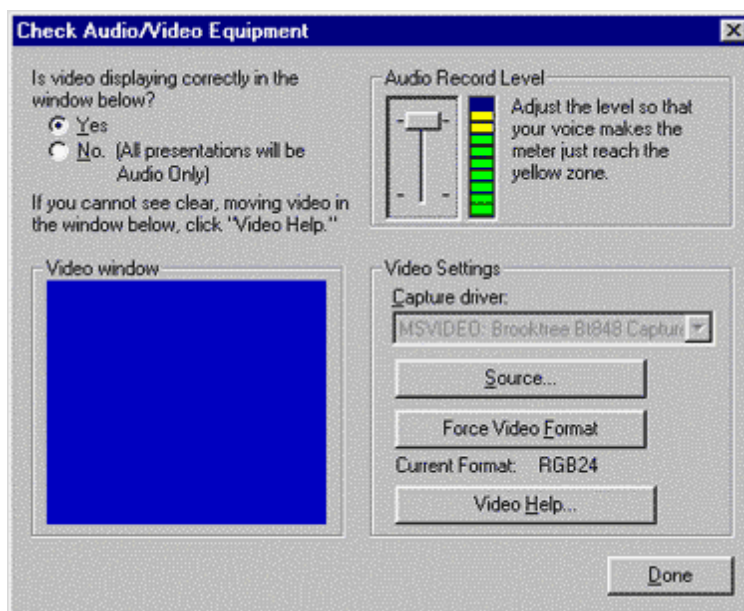 Check Audio/Video Equipment
Is video displaying correctly in the
window below?
Yes
No. (All presentations will be
Audio Only)
If you cannot see clear, moving video in
the window below, click "Video Help."
Audio Record Level
Adjust the level so that
your voice makes the
meter just reach the
yellow zone.
Video window
Video Settings
Capture driver:
MSVIDEO: Brooktree Bt848 Captur
Source...
Force Video Format
Current Format: RGB24
Video Help...
Done